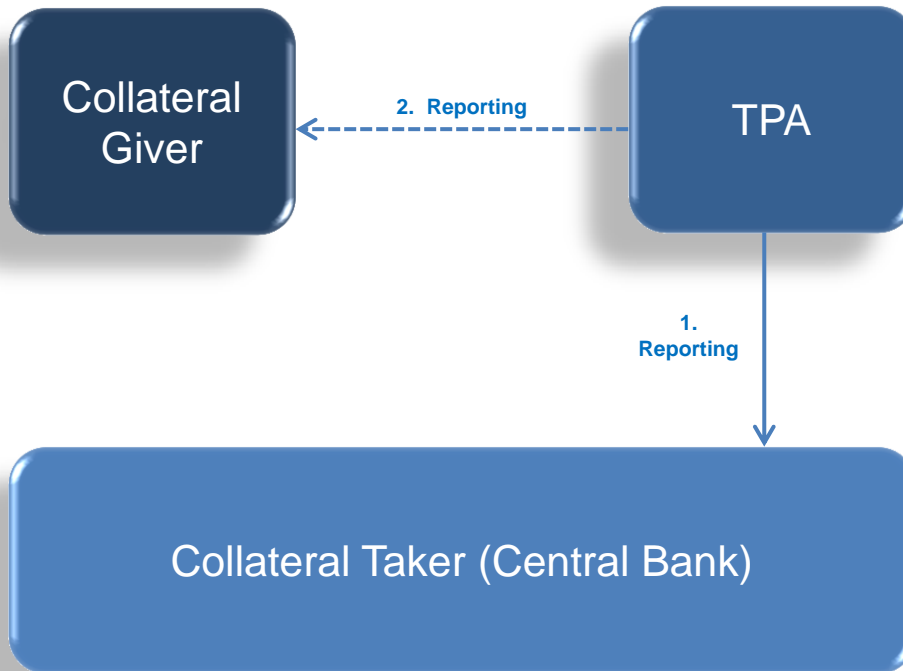 Collateral
Giver
2.  Reporting
TPA
1.
Reporting
Collateral Taker (Central Bank)